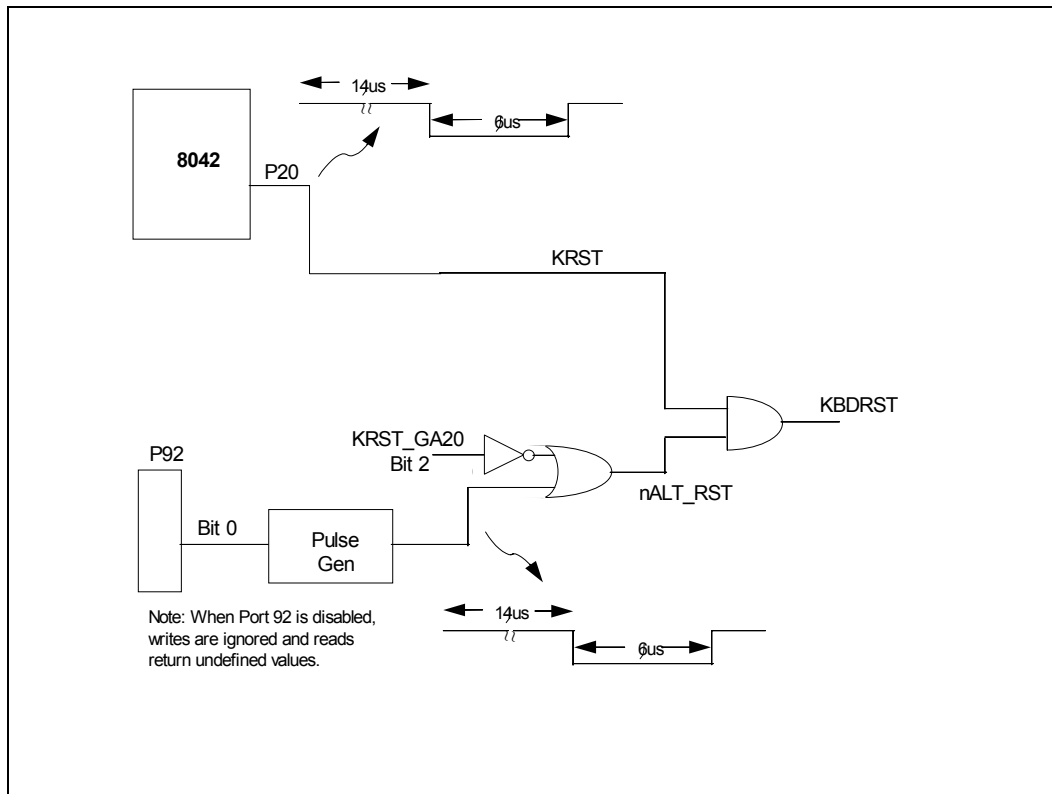 14us
6us
8042
P20
KRST
KBDRST
KRST_GA20
Bit 2
P92
nALT_RST
Bit 0
Pulse
Gen
14us
6us
Note: When Port 92 is disabled,
writes are ignored and reads
return undefined values.